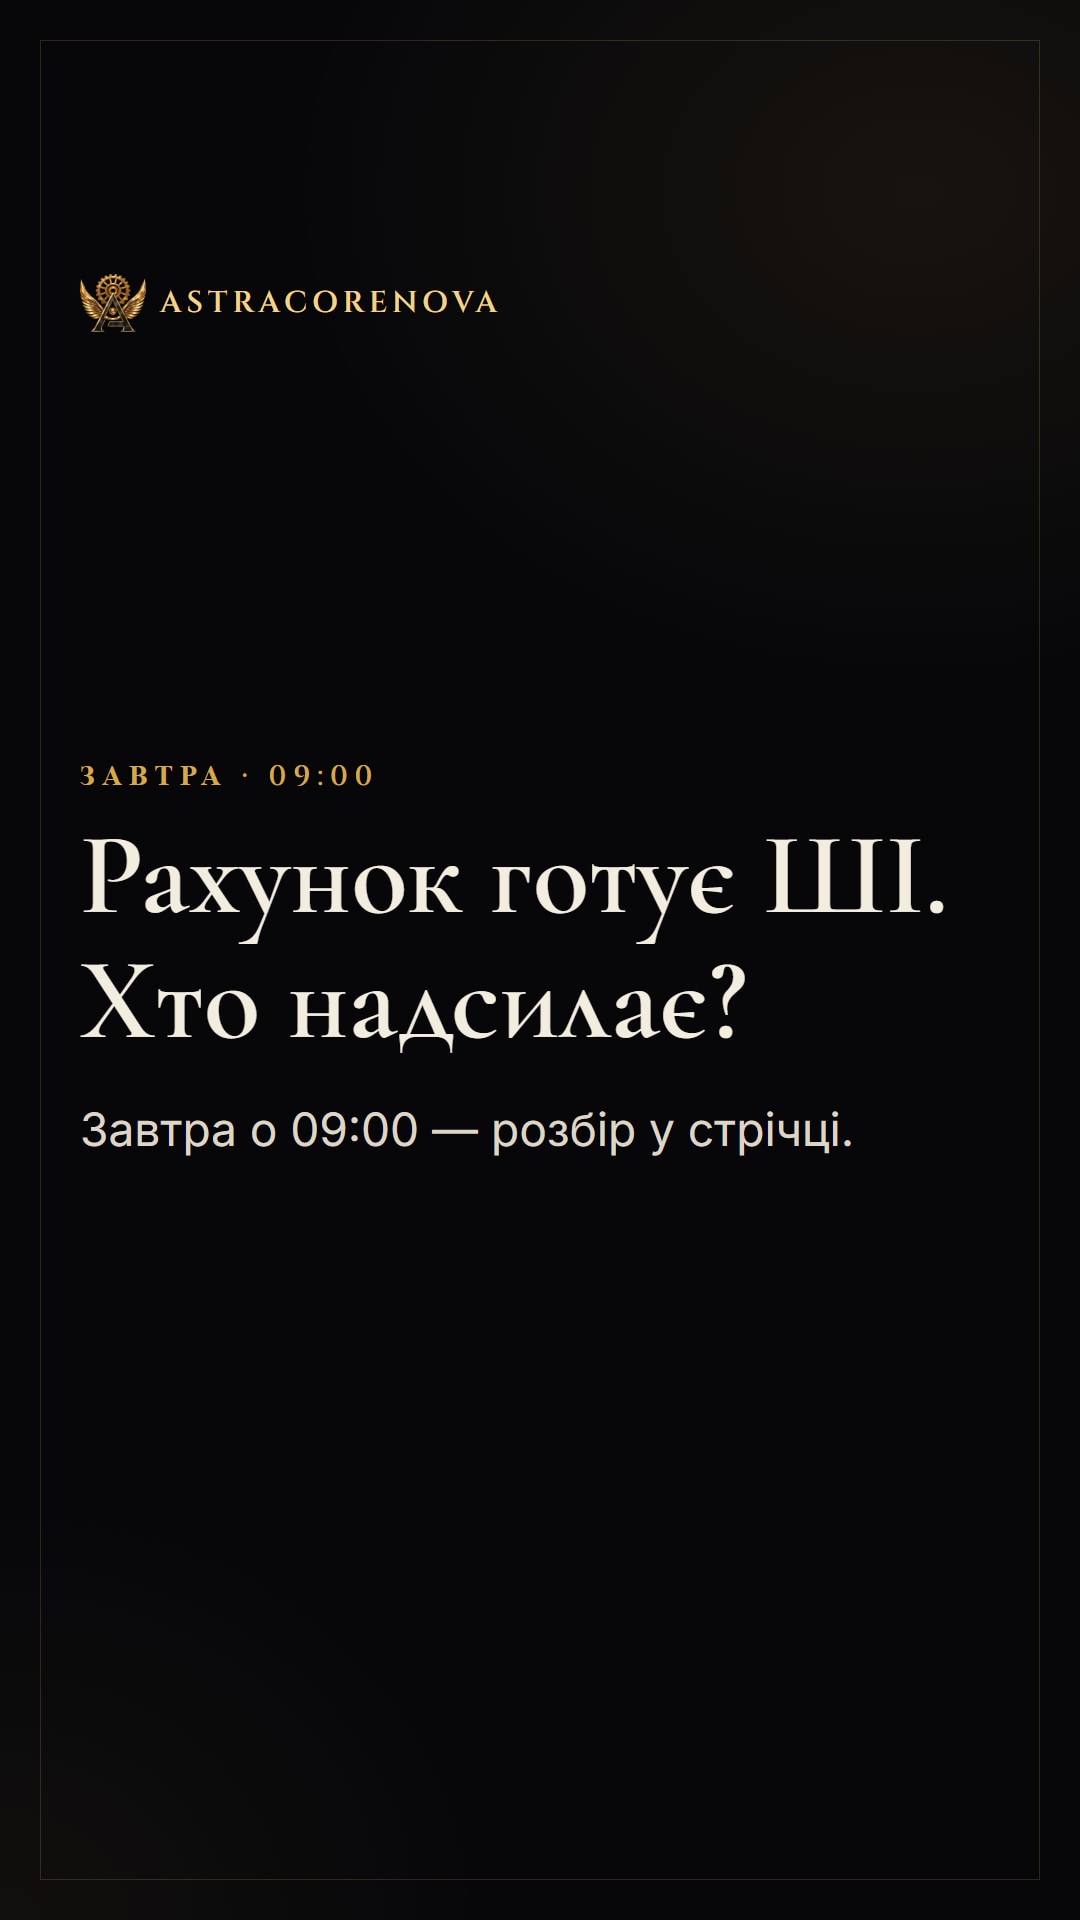 ASTRACORENOVA
ЗАВТРА · 09:00
Рахунок готує ШІ.
Хто надсилає?
Завтра о 09:00 — розбір у стрічці.